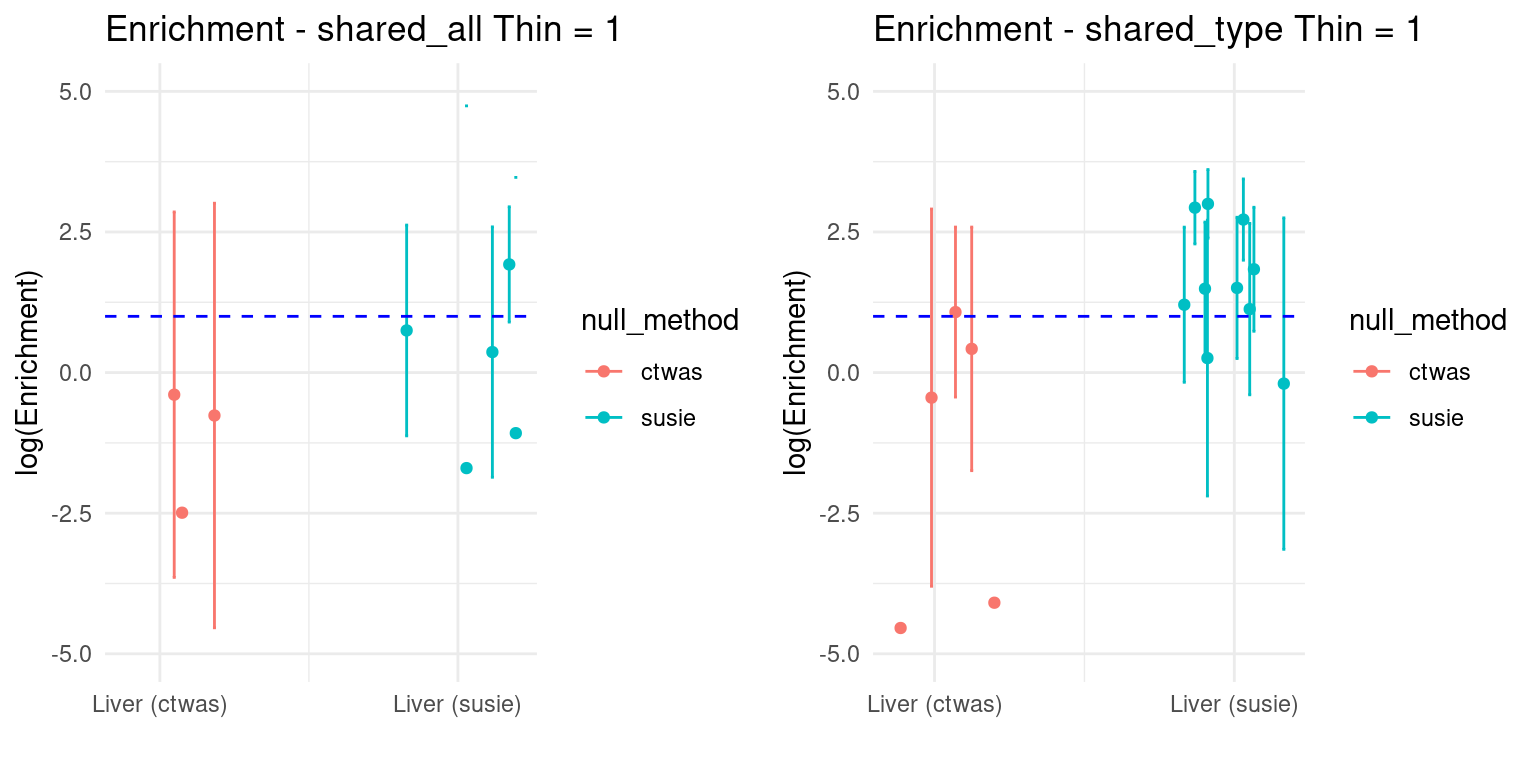 Enrichment - shared_all Thin = 1
5.0
2.5
0.0
-2.5
-5.0
log(Enrichment)
Liver (ctwas)
Liver (susie)
null_method
ctwas
susie
Enrichment - shared_type Thin = 1
5.0
2.5
0.0
-2.5
-5.0
log(Enrichment)
Liver (ctwas)
Liver (susie)
null_method
ctwas
susie